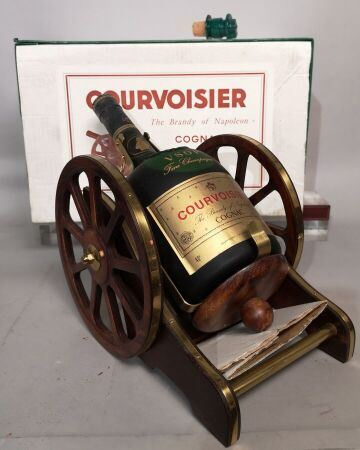 COURVOISIER
The Brandy of Napoleon
COGNAC
V.S.O.P
Fine Champagne
COURVOISIER
The Brandy of Napoleon
COGNAC